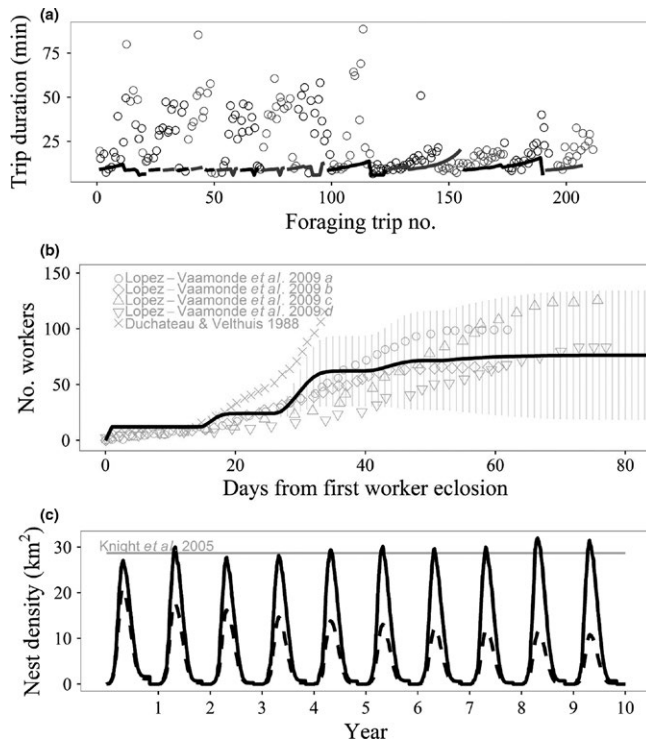 (a)
Trip duration (min)
75
50
25
0
50
100
150
200
Foraging trip no.
(b)
No. workers
150
100
50
0
Lopez – Vaamonde et al. 2009 a
Lopez – Vaamonde et al. 2009 b
Lopez – Vaamonde et al. 2009 c
Lopez – Vaamonde et al. 2009 d
Duchateau & Velthuis 1988
0
20
40
60
80
Days from first worker eclosion
(c)
Nest density (km²)
30
20
10
0
Knight et al. 2005
1
2
3
4
5
6
7
8
9
10
Year